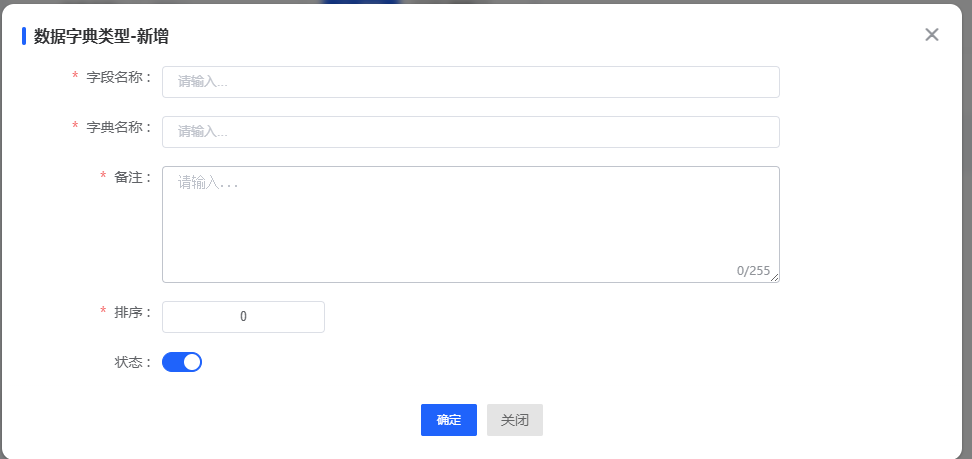 数据字典类型-新增
* 字段名称： 请输入...
* 字典名称： 请输入...
* 备注： 请输入...
0/255
* 排序： 0
状态：
确定 关闭